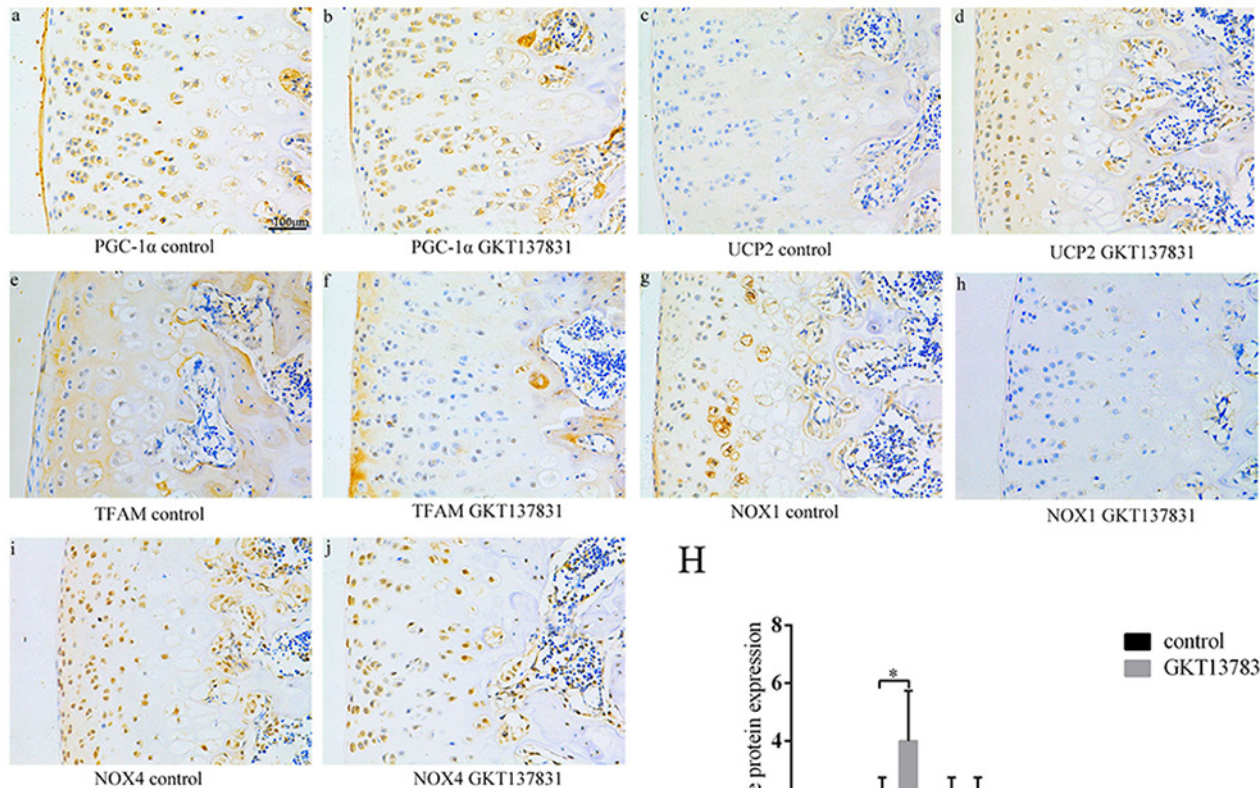 a
b
c
d
100μm
PGC-1α control
PGC-1α GKT137831
UCP2 control
UCP2 GKT137831
e
f
g
h
TFAM control
TFAM GKT137831
NOX1 control
NOX1 GKT137831
i
j
NOX4 control
NOX4 GKT137831
H
e protein expression
8
6
4
*
control
GKT13783